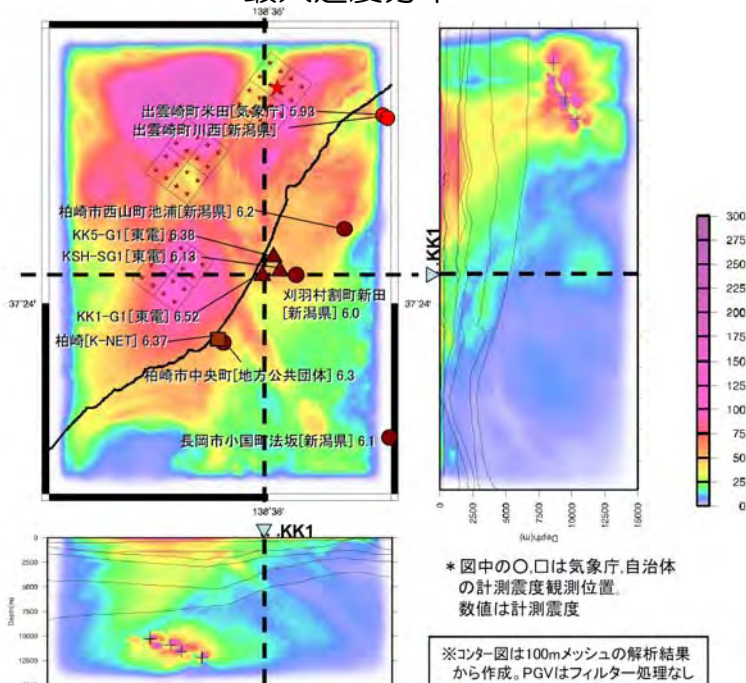 138°36'
出雲崎町米田[気象庁] 5.93
出雲崎町川西[新潟県]
柏崎市西山町池浦[新潟県] 6.2
KK5-G1[東電] 6.38
KSH-SG1[東電] 6.13
37°24'
37°24'
刈羽村割町新田
[新潟県] 6.0
KK1-G1[東電] 6.52
柏崎[K-NET] 6.37
柏崎市中央町[地方公共団体] 6.3
長岡市小国町法坂[新潟県] 6.1
138°36'
.KK1
0
2500
5000
7500
10000
12500
15000
Depth(m)
300
275
250
225
200
175
150
125
100
75
50
25
0
.KK1
0
2500
5000
7500
10000
12500
Depth(m)
*図中の○,□は気象庁,自治体
の計測震度観測位置。
数値は計測震度
※コンター図は100mメッシュの解析結果
から作成。PGVはフィルター処理なし